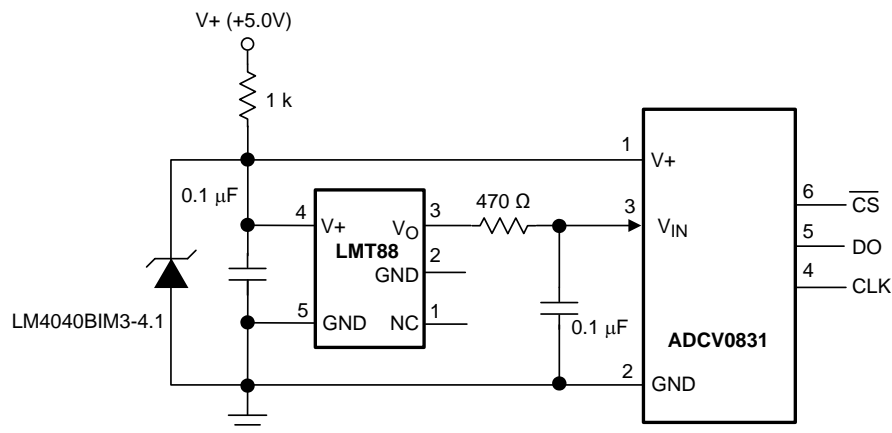 V+ (+5.0V)
1 k
0.1 μF
LM4040BIM3-4.1
4
V+
5
GND
LMT88
VO
3
GND
2
NC
1
470 Ω
0.1 μF
1
V+
3
VIN
2
GND
ADCV0831
6
CS
5
DO
4
CLK